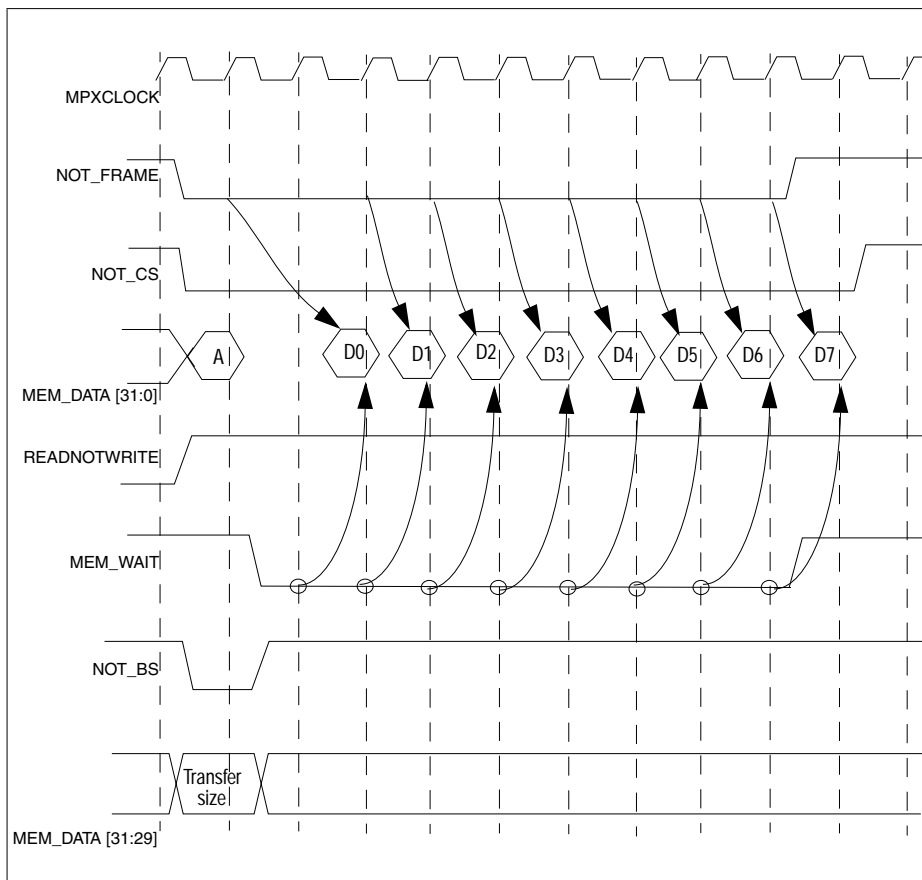 MPXCLOCK
NOT_FRAME
NOT_CS
A
D0
D1
D2
D3
D4
D5
D6
D7
MEM_DATA [31:0]
READNOTWRITE
MEM_WAIT
NOT_BS
Transfer
size
MEM_DATA [31:29]